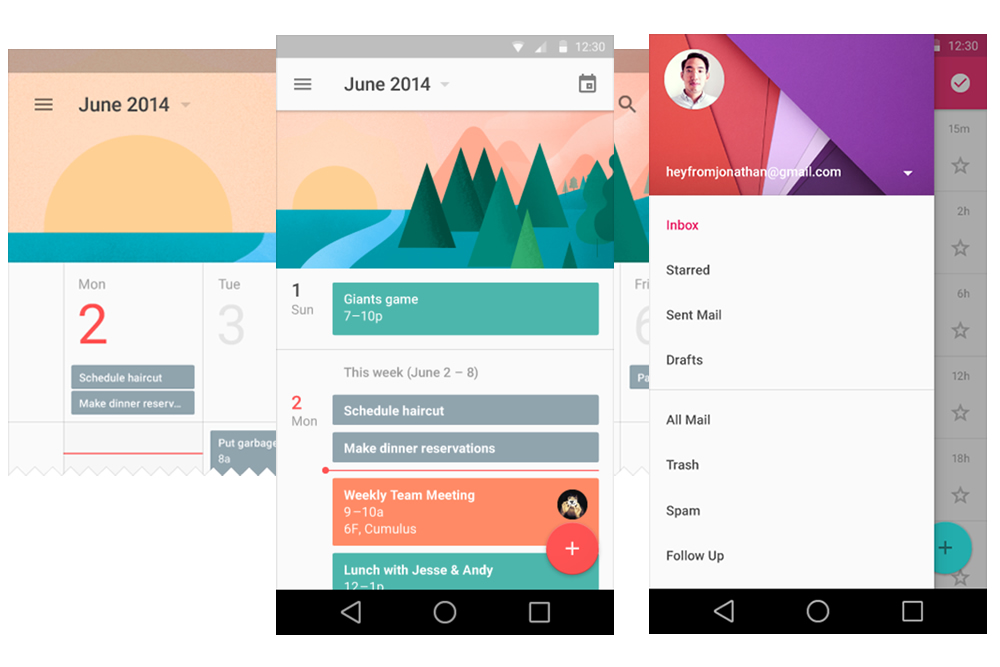 June 2014
Mon
2
Schedule haircut
Make dinner reserv...
Tue
3
Put garbage
8a
12:30
June 2014
1
Sun
Giants game
7–10p
This week (June 2 – 8)
2
Mon
Schedule haircut
Make dinner reservations
Weekly Team Meeting
9–10a
6F, Cumulus
Lunch with Jesse & Andy
12–1p
Fri
6
Pa
heyfromjonathan@gmail.com
Inbox
Starred
Sent Mail
Drafts
All Mail
Trash
Spam
Follow Up
12:30
15m
2h
6h
12h
18h